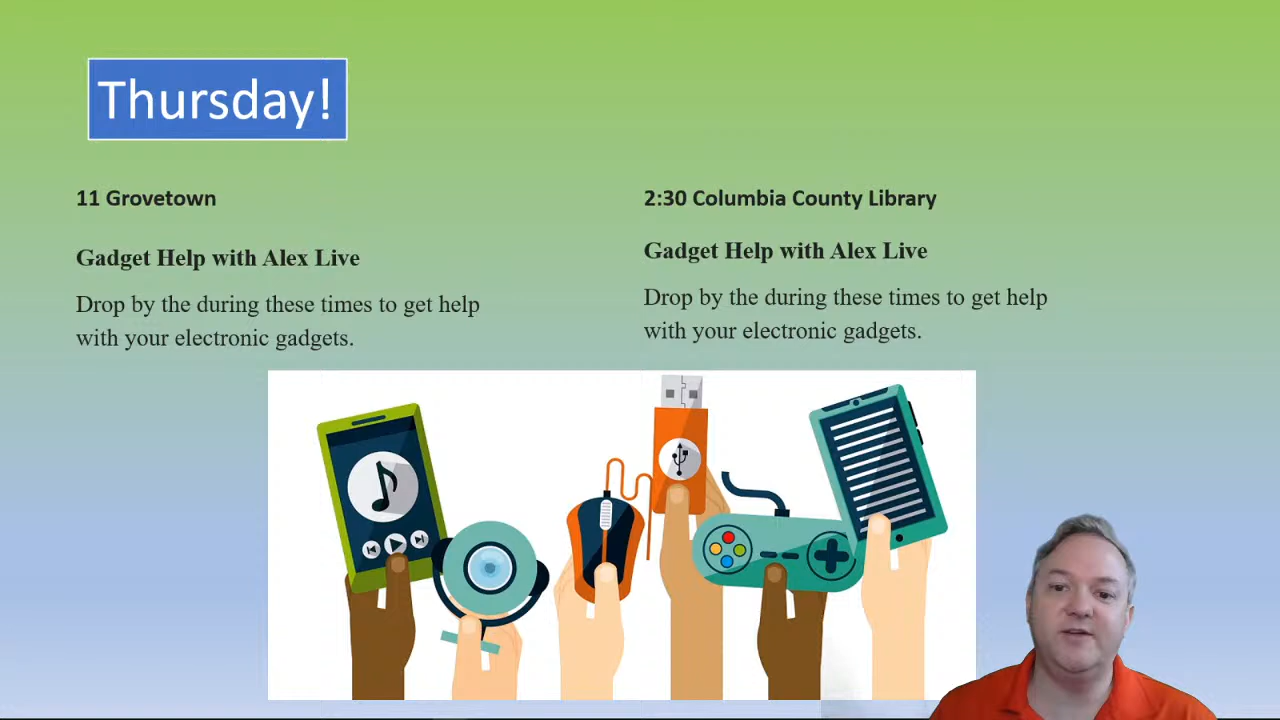 Thursday!
11 Grovetown
Gadget Help with Alex Live
Drop by the during these times to get help
with your electronic gadgets.
2:30 Columbia County Library
Gadget Help with Alex Live
Drop by the during these times to get help
with your electronic gadgets.